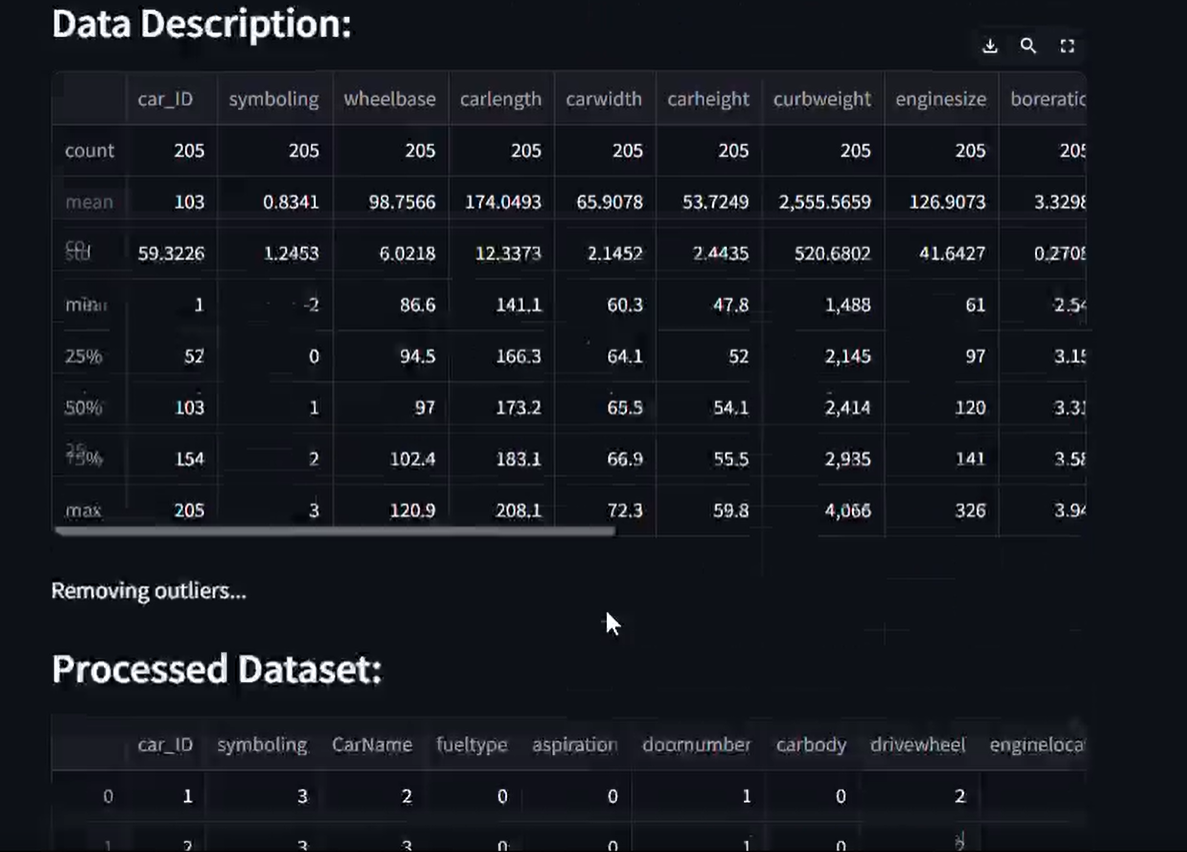 Data Description:
car_ID symboling wheelbase carlength carwidth carheight curbweight enginesize boreratio
count 205 205 205 205 205 205 205 205 205
mean 103 0.8341 98.7566 174.0493 65.9078 53.7249 2,555.5659 126.9073 3.3298
std 59.3226 1.2453 6.0218 12.3373 2.1452 2.4435 520.6802 41.6427 0.2708
min 1 -2 86.6 141.1 60.3 47.8 1,488 61 2.54
25% 52 0 94.5 166.3 64.1 52 2,145 97 3.15
50% 103 1 97 173.2 65.5 54.1 2,414 120 3.31
75% 154 2 102.4 183.1 66.9 55.5 2,935 141 3.58
max 205 3 120.9 208.1 72.3 59.8 4,066 326 3.94
Removing outliers...
Processed Dataset:
car_ID symboling CarName fueltype aspiration doornumber carbody drivewheel engineloca
0 1 3 2 0 0 1 0 2
1 2 3 3 0 0 1 0